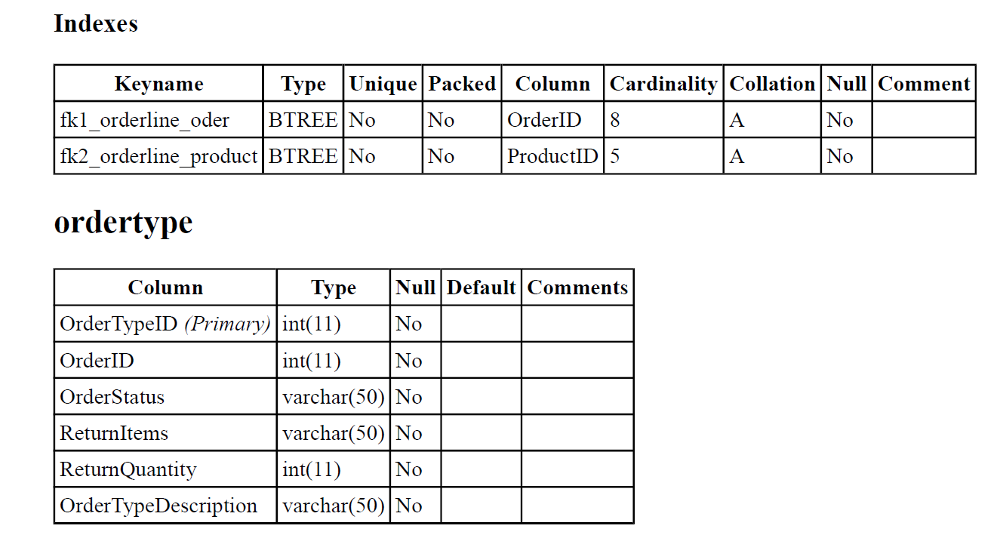 Indexes
Keyname Type Unique Packed Column Cardinality Collation Null Comment
fk1_orderline_oder BTREE No No OrderID 8 A No
fk2_orderline_product BTREE No No ProductID 5 A No
ordertype
Column Type Null Default Comments
OrderTypeID (Primary) int(11) No
OrderID int(11) No
OrderStatus varchar(50) No
ReturnItems varchar(50) No
ReturnQuantity int(11) No
OrderTypeDescription varchar(50) No